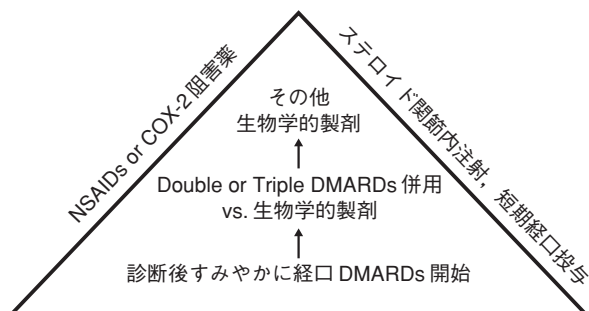 NSAIDs or COX-2 阻害薬
ステロイド関節内注射，短期経口投与
その他
生物学的製剤
Double or Triple DMARDs 併用
vs. 生物学的製剤
診断後すみやかに経口 DMARDs 開始